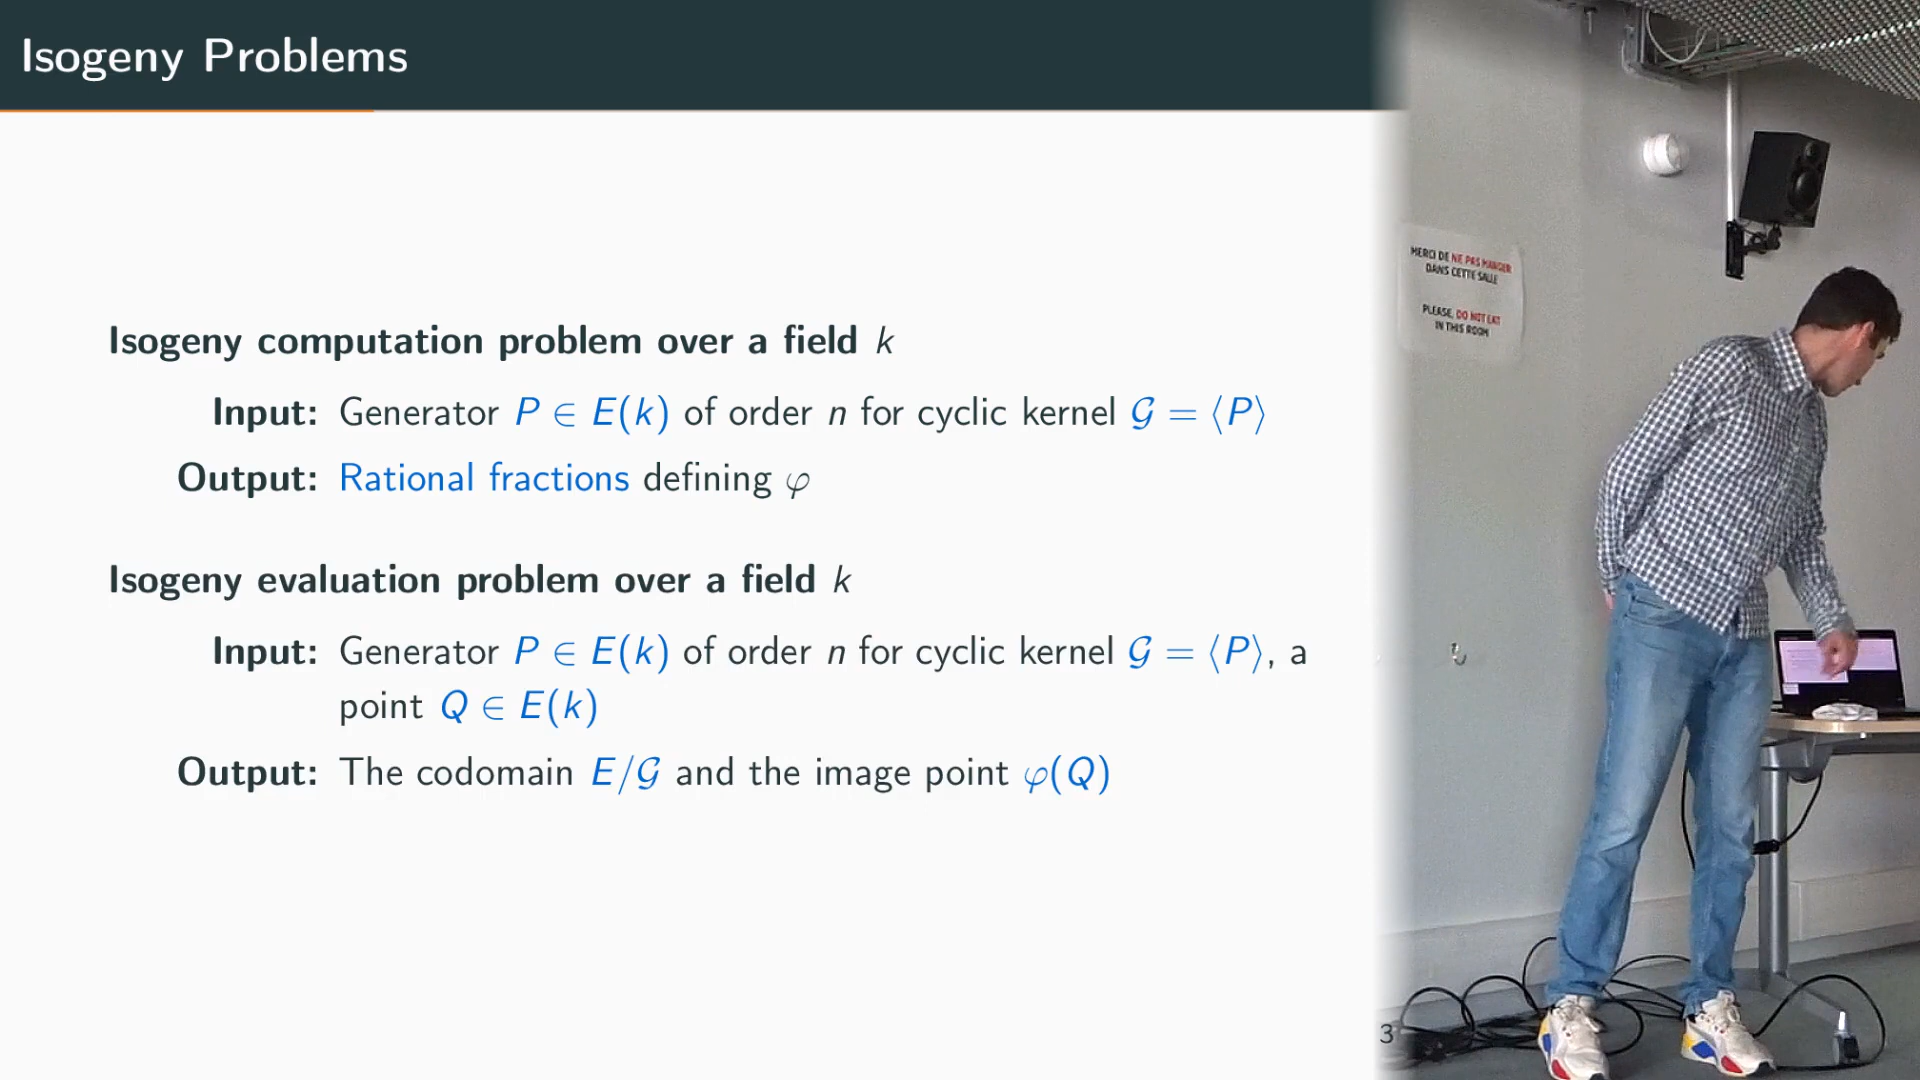 Isogeny Problems
Isogeny computation problem over a field k
Input: Generator P ∈ E(k) of order n for cyclic kernel 𝒢 = ⟨P⟩
Output: Rational fractions defining φ
Isogeny evaluation problem over a field k
Input: Generator P ∈ E(k) of order n for cyclic kernel 𝒢 = ⟨P⟩, a
point Q ∈ E(k)
Output: The codomain E/𝒢 and the image point φ(Q)
3
MERCI DE NE PAS MANGER
DANS CETTE SALLE
PLEASE, DO NOT EAT
IN THIS ROOM